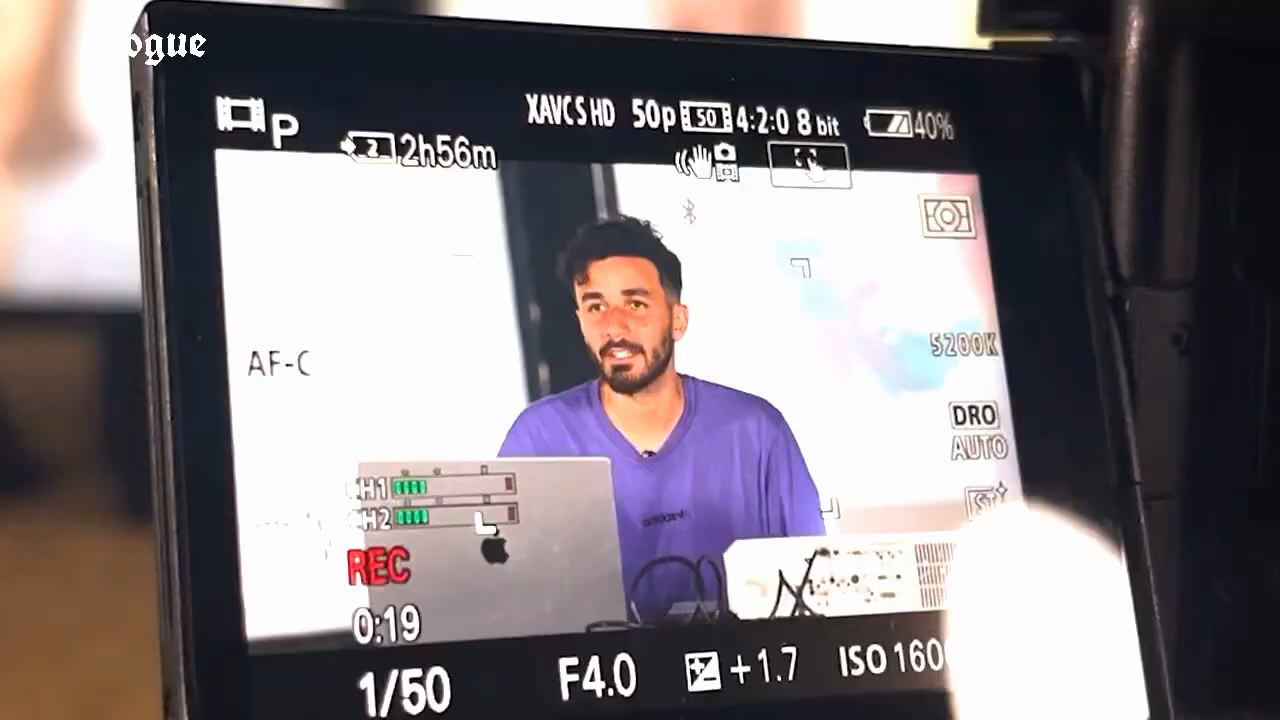 ogue
XAVC S HD 50p 50 4:2:0 8 bit 40%
P 2 2h56m
AF-C
5200K
DRO
AUTO
CH1
CH2
adidas
REC
0:19
1/50 F4.0 +1.7 ISO 160